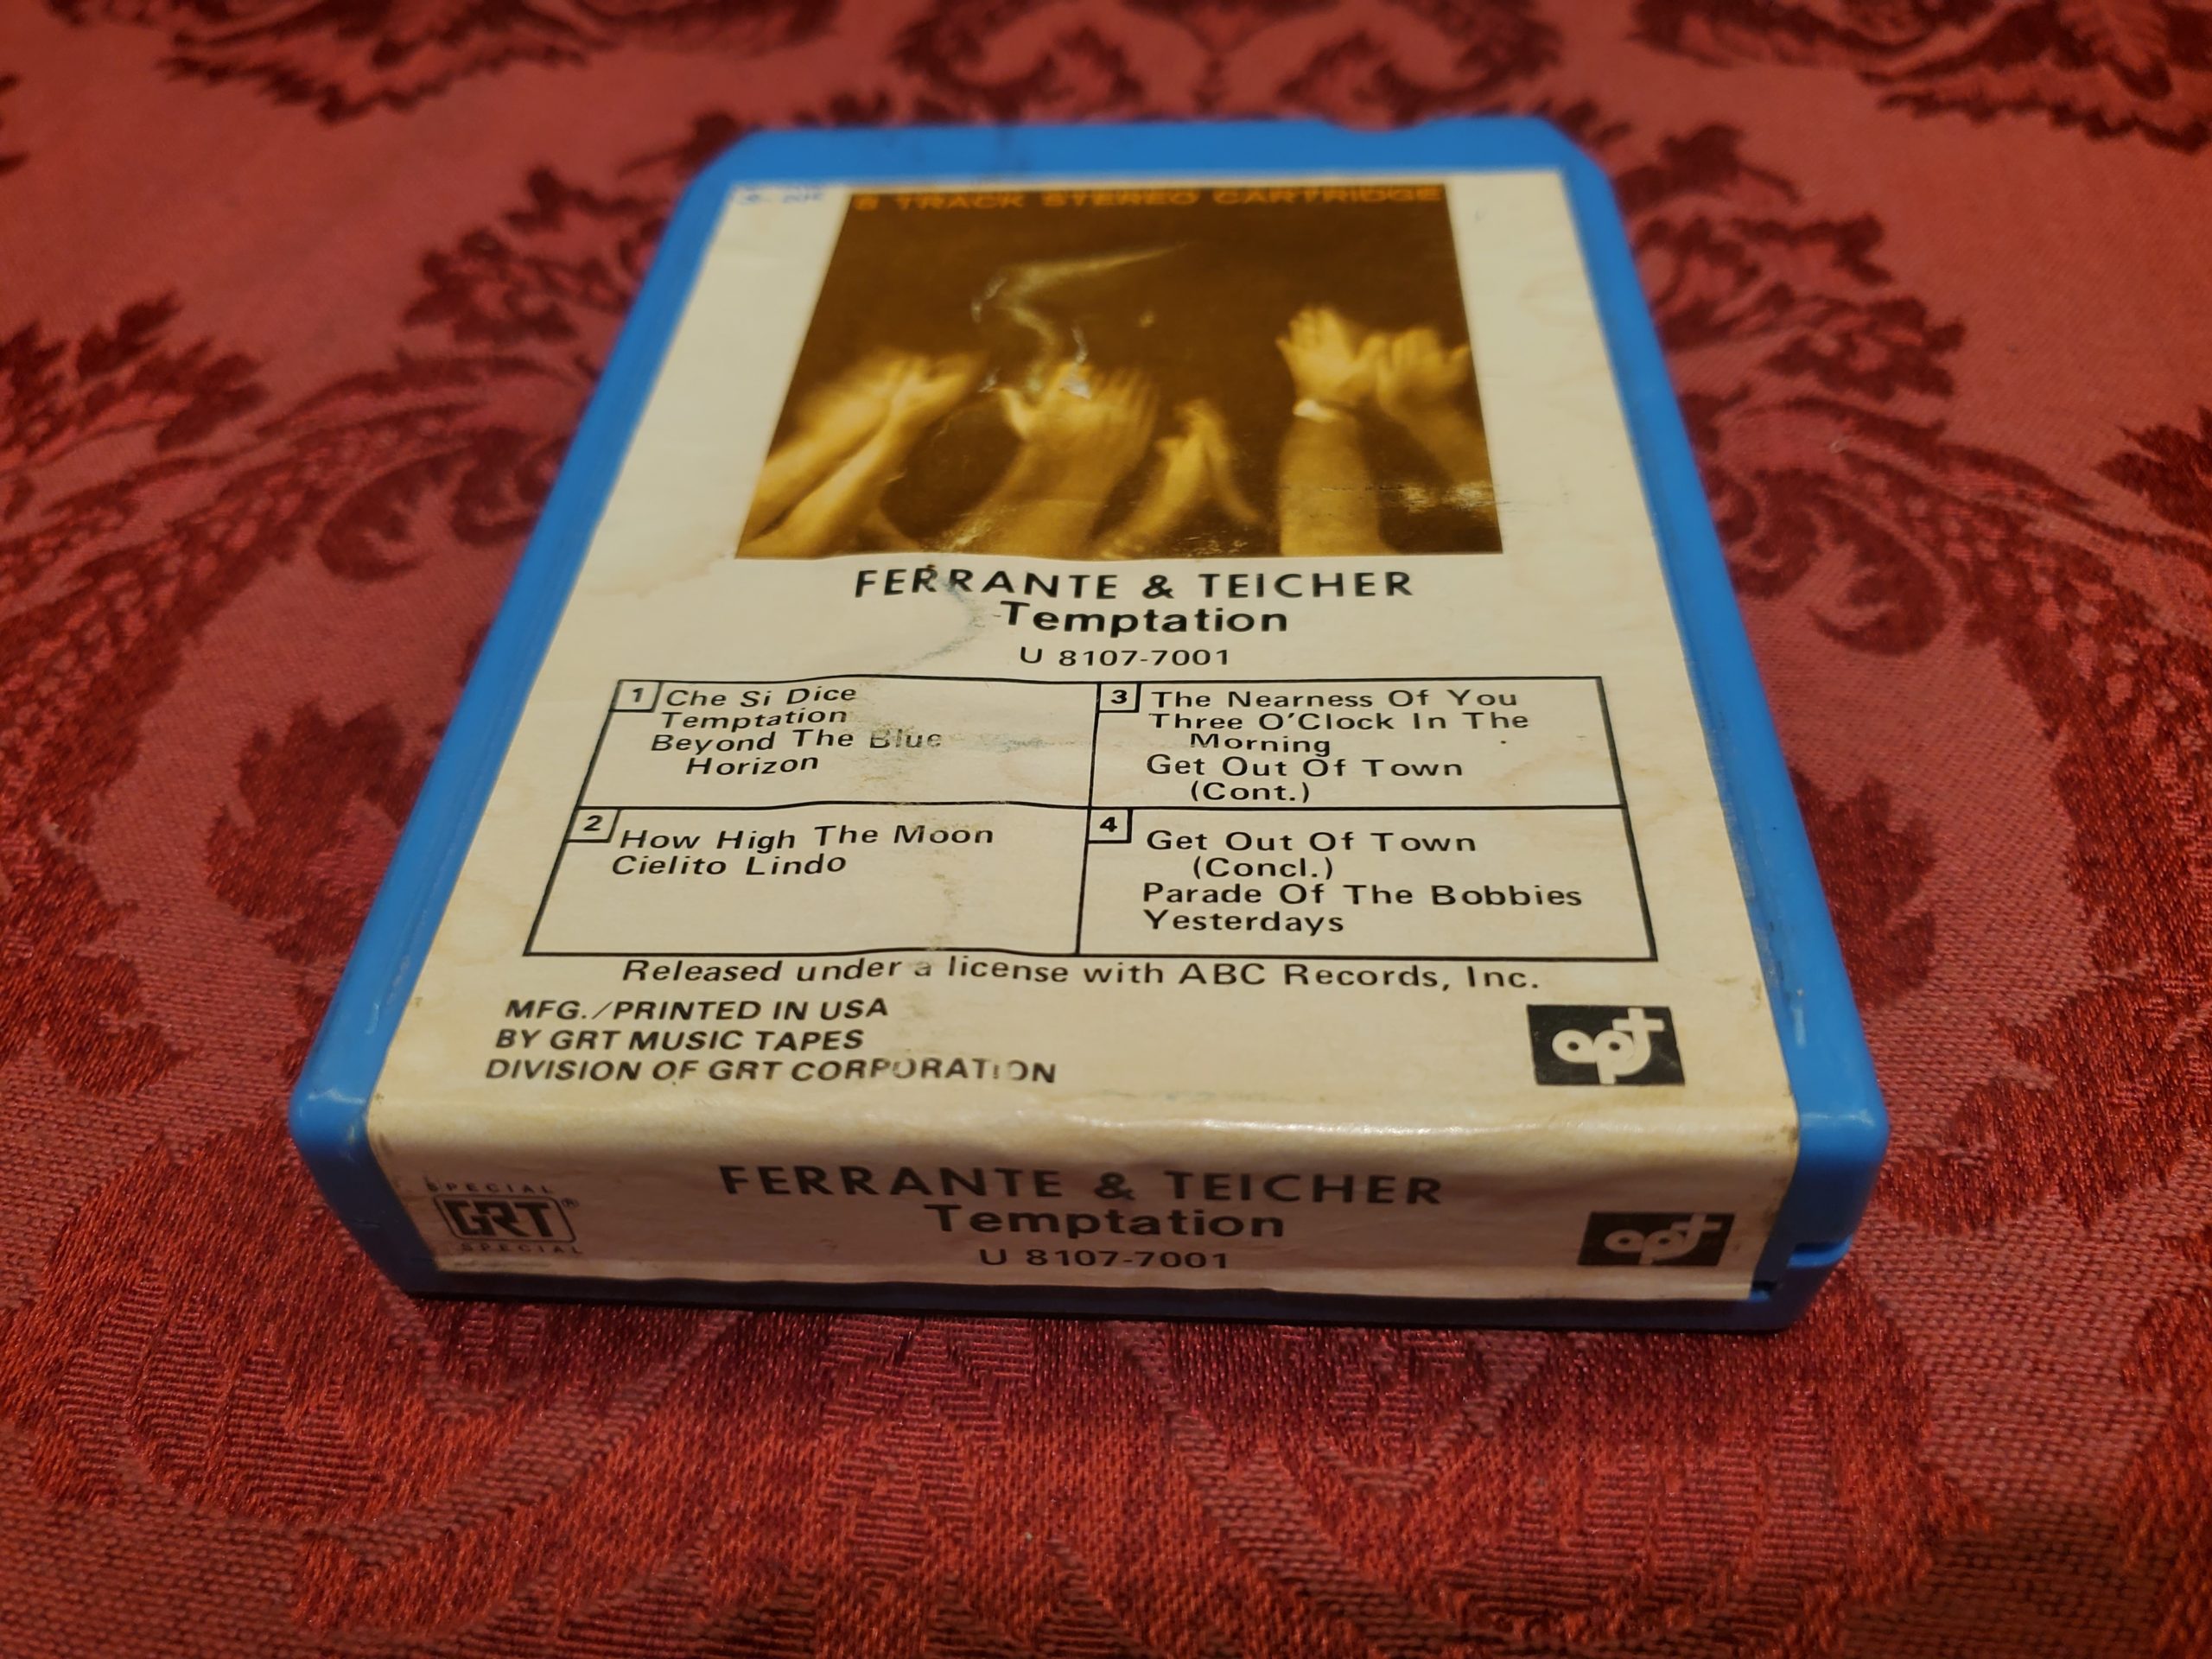 8 TRACK STEREO CARTRIDGE
FERRANTE & TEICHER
Temptation
U 8107-7001
1
Che Si Dice
Temptation
Beyond The Blue
Horizon
2
How High The Moon
Cielito Lindo
3
The Nearness Of You
Three O'Clock In The
Morning
Get Out Of Town
(Cont.)
4
Get Out Of Town
(Concl.)
Parade Of The Bobbies
Yesterdays
Released under a license with ABC Records, Inc.
MFG./PRINTED IN USA
BY GRT MUSIC TAPES
DIVISION OF GRT CORPORATION
apt
SPECIAL
GRT®
SPECIAL
FERRANTE & TEICHER
Temptation
U 8107-7001
apt